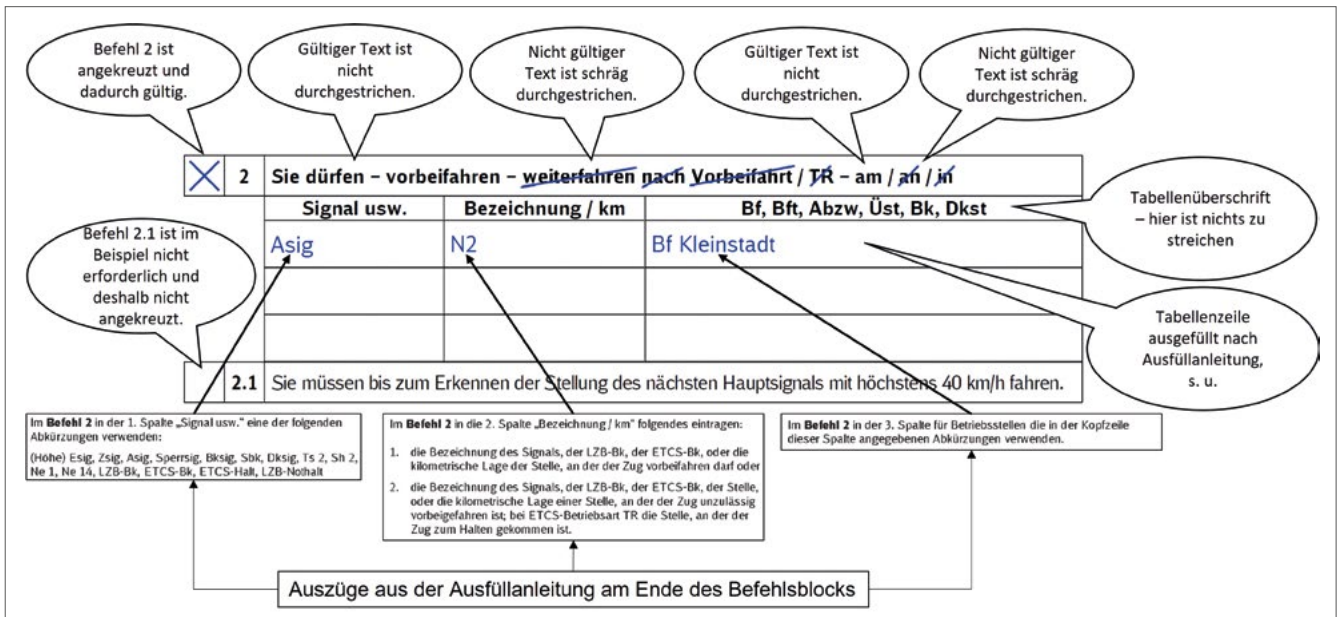 Befehl 2 ist
angekreuzt und
dadurch gültig.
Gültiger Text ist
nicht
durchgestrichen.
Nicht gültiger
Text ist schräg
durchgestrichen.
Gültiger Text ist
nicht
durchgestrichen.
Nicht gültiger
Text ist schräg
durchgestrichen.
2 Sie dürfen – vorbeifahren – weiterfahren nach Vorbeifahrt / TR – am / an / in
Signal usw. Bezeichnung / km Bf, Bft, Abzw, Üst, Bk, Dkst
Tabellenüberschrift
– hier ist nichts zu
streichen
Asig N2 Bf Kleinstadt
Befehl 2.1 ist im
Beispiel nicht
erforderlich und
deshalb nicht
angekreuzt.
Tabellenzeile
ausgefüllt nach
Ausfüllanleitung,
s. u.
2.1 Sie müssen bis zum Erkennen der Stellung des nächsten Hauptsignals mit höchstens 40 km/h fahren.
Im Befehl 2 in der 1. Spalte „Signal usw.“ eine der folgenden
Abkürzungen verwenden:
(Höhe) Esig, Zsig, Asig, Sperrsig, Bksig, Sbk, Dksig, Ts 2, Sh 2,
Ne 1, Ne 14, LZB-Bk, ETCS-Bk, ETCS-Halt, LZB-Nothalt
Im Befehl 2 in die 2. Spalte „Bezeichnung / km“ folgendes eintragen:
1. die Bezeichnung des Signals, der LZB-Bk, der ETCS-Bk, oder die
kilometrische Lage der Stelle, an der der Zug vorbeifahren darf oder
2. die Bezeichnung des Signals, der LZB-Bk, der ETCS-Bk, der Stelle,
oder die kilometrische Lage einer Stelle, an der der Zug unzulässig
vorbeigefahren ist; bei ETCS-Betriebsart TR die Stelle, an der der
Zug zum Halten gekommen ist.
Im Befehl 2 in der 3. Spalte für Betriebsstellen die in der Kopfzeile
dieser Spalte angegebenen Abkürzungen verwenden.
Auszüge aus der Ausfüllanleitung am Ende des Befehlsblocks